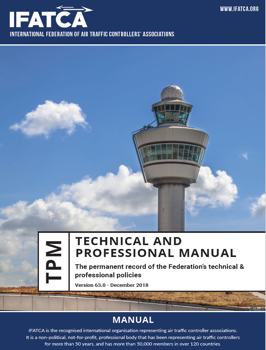 IFATCA
WWW.IFATCA.ORG
INTERNATIONAL FEDERATION OF AIR TRAFFIC CONTROLLERS' ASSOCIATIONS
TPM
TECHNICAL AND
PROFESSIONAL MANUAL
The permanent record of the Federation's technical &
professional policies
Version 63.0 - December 2018
MANUAL
IFATCA is the recognised international organisation representing air traffic controller associations.
It is a non-political, not-for-profit, professional body that has been representing air traffic controllers
for more than 50 years, and has more than 50,000 members in over 120 countries.